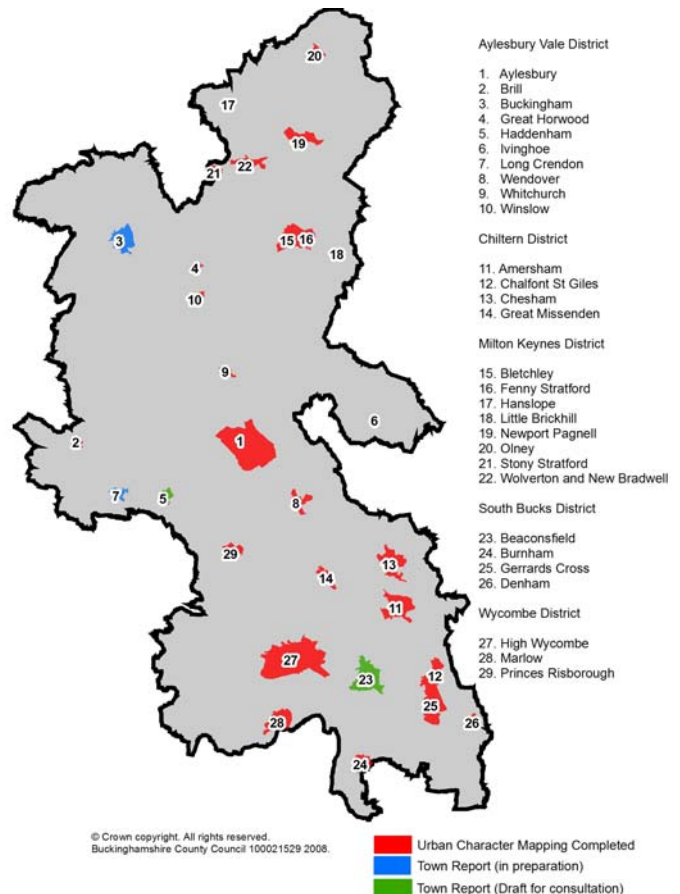 Aylesbury Vale District
1. Aylesbury
2. Brill
3. Buckingham
4. Great Horwood
5. Haddenham
6. Ivinghoe
7. Long Crendon
8. Wendover
9. Whitchurch
10. Winslow
Chiltern District
11. Amersham
12. Chalfont St Giles
13. Chesham
14. Great Missenden
Milton Keynes District
15. Bletchley
16. Fenny Stratford
17. Hanslope
18. Little Brickhill
19. Newport Pagnell
20. Olney
21. Stony Stratford
22. Wolverton and New Bradwell
South Bucks District
23. Beaconsfield
24. Burnham
25. Gerrards Cross
26. Denham
Wycombe District
27. High Wycombe
28. Marlow
29. Princes Risborough
20
17
19
22
21
3
15 16
18
4
10
9
6
2
1
7
5
8
29
13
14
11
27
12
23
25
28
26
24
© Crown copyright. All rights reserved.
Buckinghamshire County Council 100021529 2008.
Urban Character Mapping Completed
Town Report (in preparation)
Town Report (Draft for consultation)